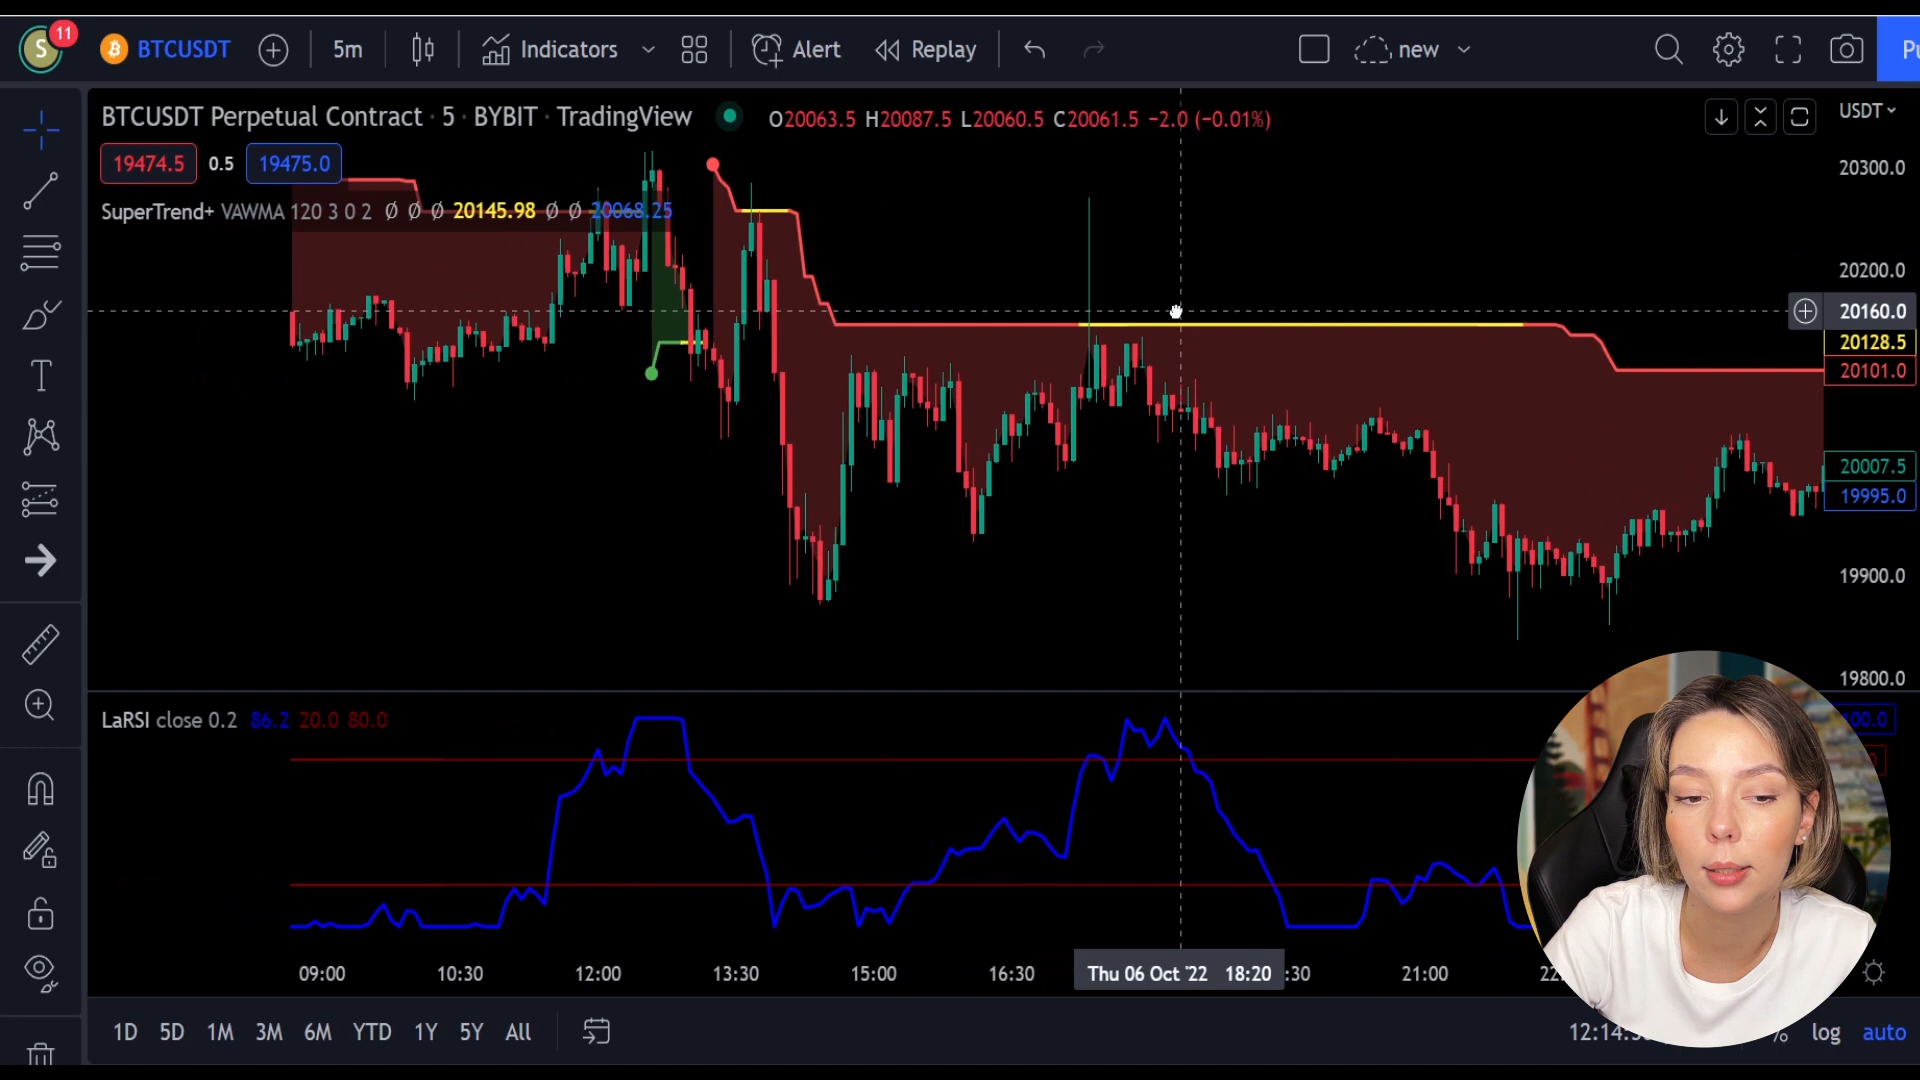 S 11 BTCUSDT 5m Indicators Alert Replay new Pu
BTCUSDT Perpetual Contract · 5 · BYBIT · TradingView O20063.5 H20087.5 L20060.5 C20061.5 −2.0 (−0.01%) USDT
19474.5 0.5 19475.0
SuperTrend+ VAWMA 120 3 0 2 Ø Ø Ø 20145.98 Ø Ø 20068.25
20300.0
20200.0
20160.0
20128.5
20101.0
20007.5
19995.0
19900.0
19800.0
T
LaRSI close 0.2 86.2 20.0 80.0
09:00 10:30 12:00 13:30 15:00 16:30 Thu 06 Oct '22 18:20 :30 21:00
1D 5D 1M 3M 6M YTD 1Y 5Y All % log auto